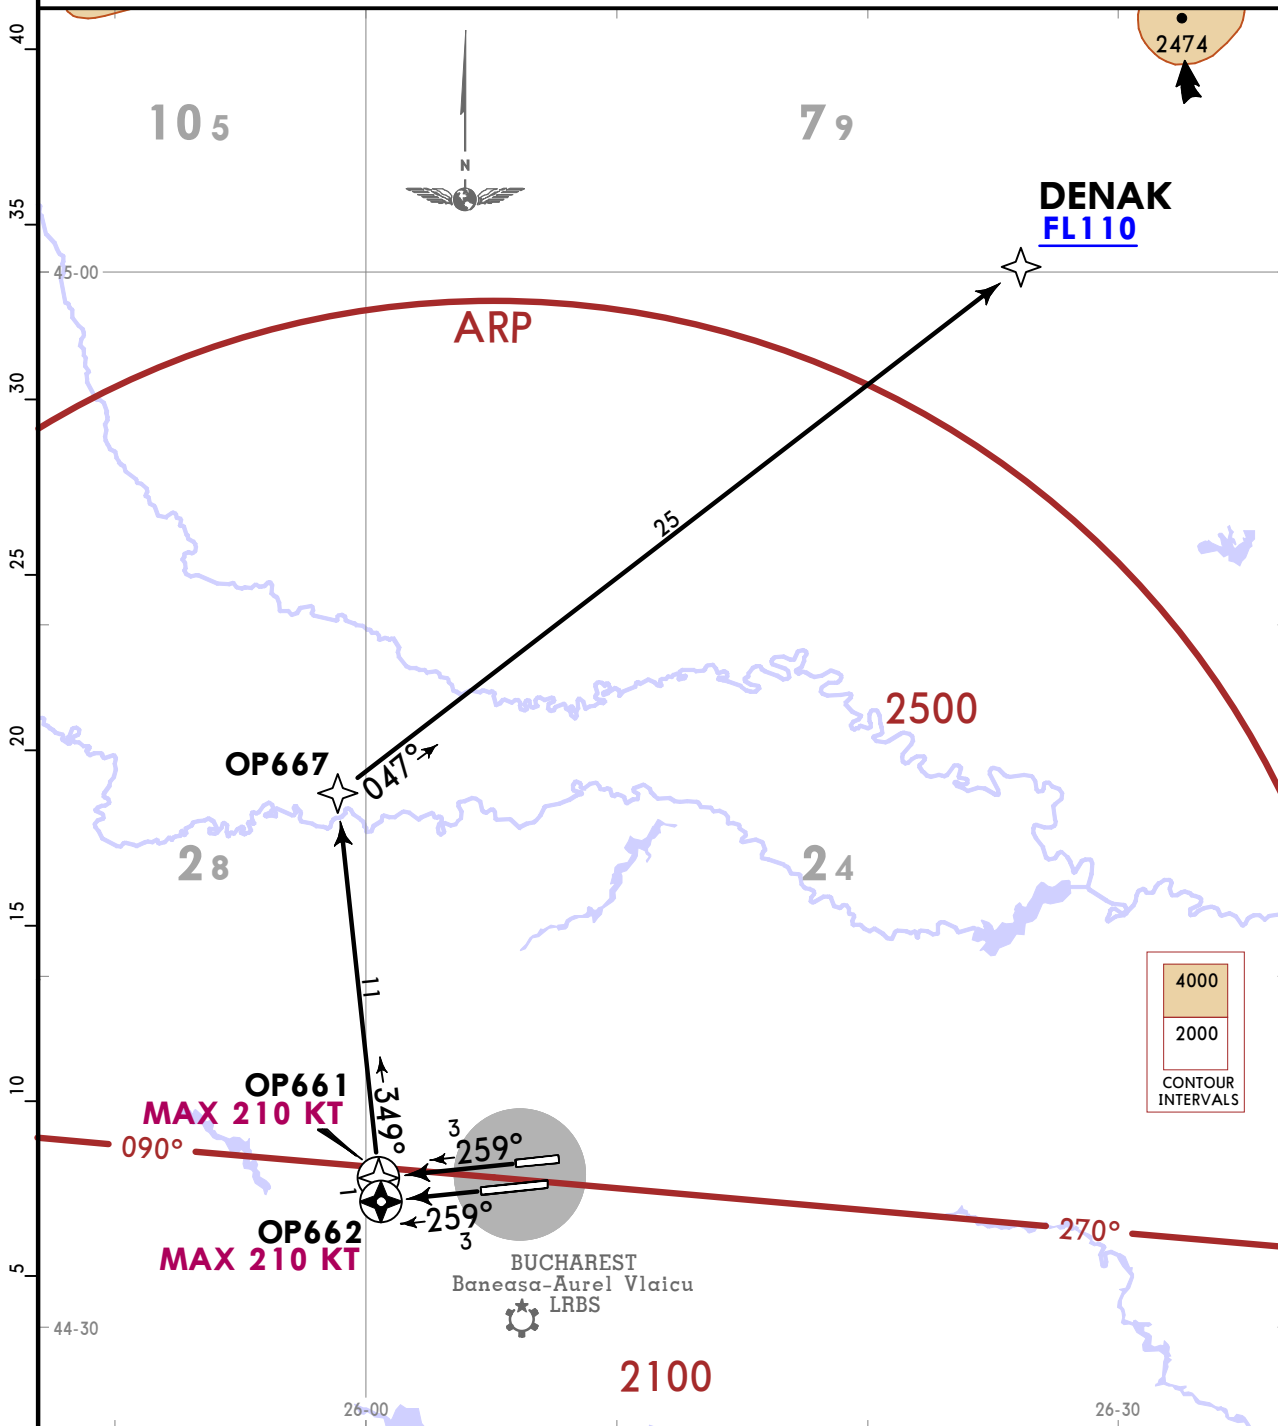 40
2474
10 5
7 9
N
DENAK
FL110
35
45-00
ARP
30
25
25
2500
20
OP667
047°
28
24
15
11
4000
2000
CONTOUR
INTERVALS
10
OP661
MAX 210 KT
349°
3
259°
090°
1
259°
3
OP662
MAX 210 KT
270°
BUCHAREST
Baneasa-Aurel Vlaicu
LRBS
5
44-30
2100
26-00
26-30